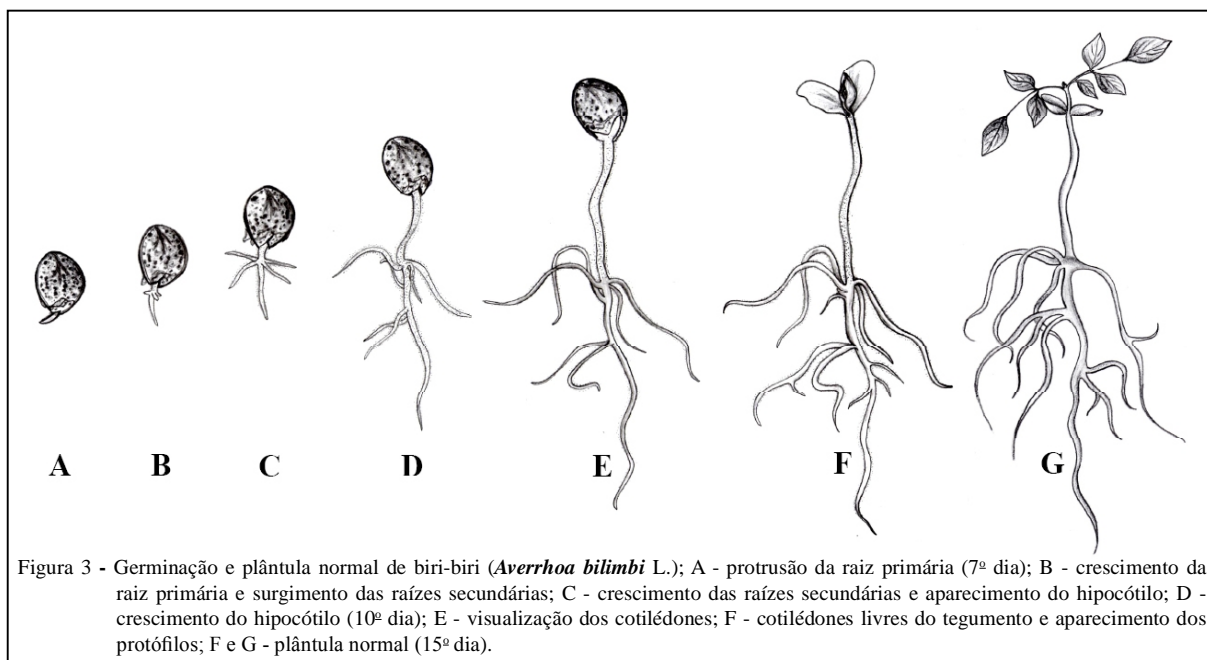 A B C D E F G
Figura 3 - Germinação e plântula normal de biri-biri (Averrhoa bilimbi L.); A - protrusão da raiz primária (7º dia); B - crescimento da
raiz primária e surgimento das raízes secundárias; C - crescimento das raízes secundárias e aparecimento do hipocótilo; D -
crescimento do hipocótilo (10º dia); E - visualização dos cotilédones; F - cotilédones livres do tegumento e aparecimento dos
protófilos; F e G - plântula normal (15º dia).